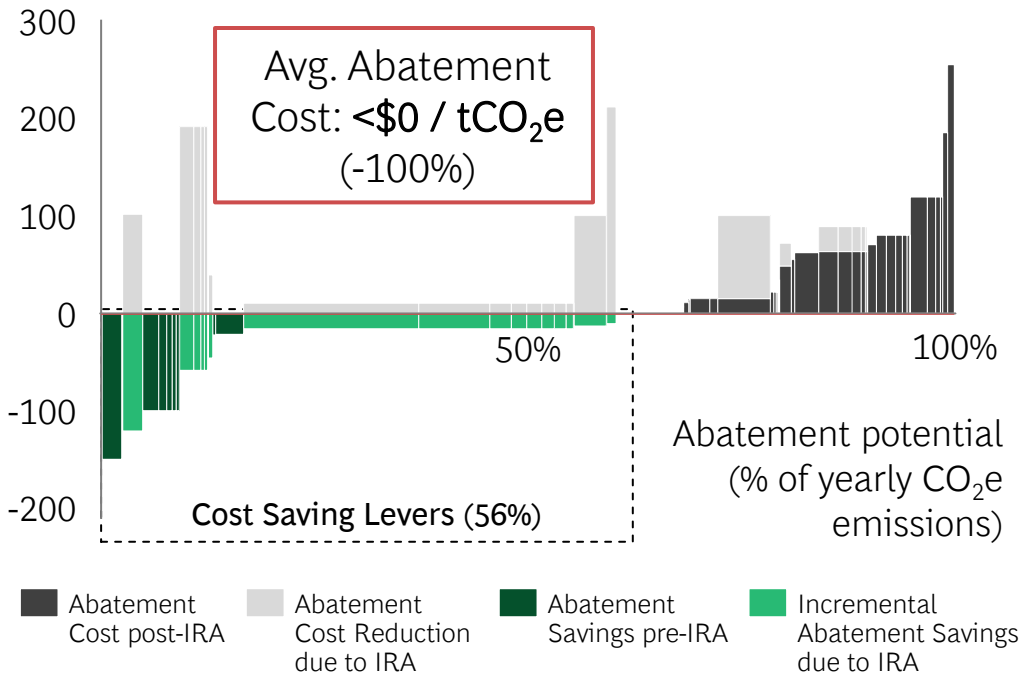 300
200
100
0
-100
-200
Avg. Abatement
Cost: <$0 / tCO₂e
(-100%)
50%
100%
Abatement potential
(% of yearly CO₂e
emissions)
Cost Saving Levers (56%)
Abatement
Cost post-IRA
Abatement
Cost Reduction
due to IRA
Abatement
Savings pre-IRA
Incremental
Abatement Savings
due to IRA